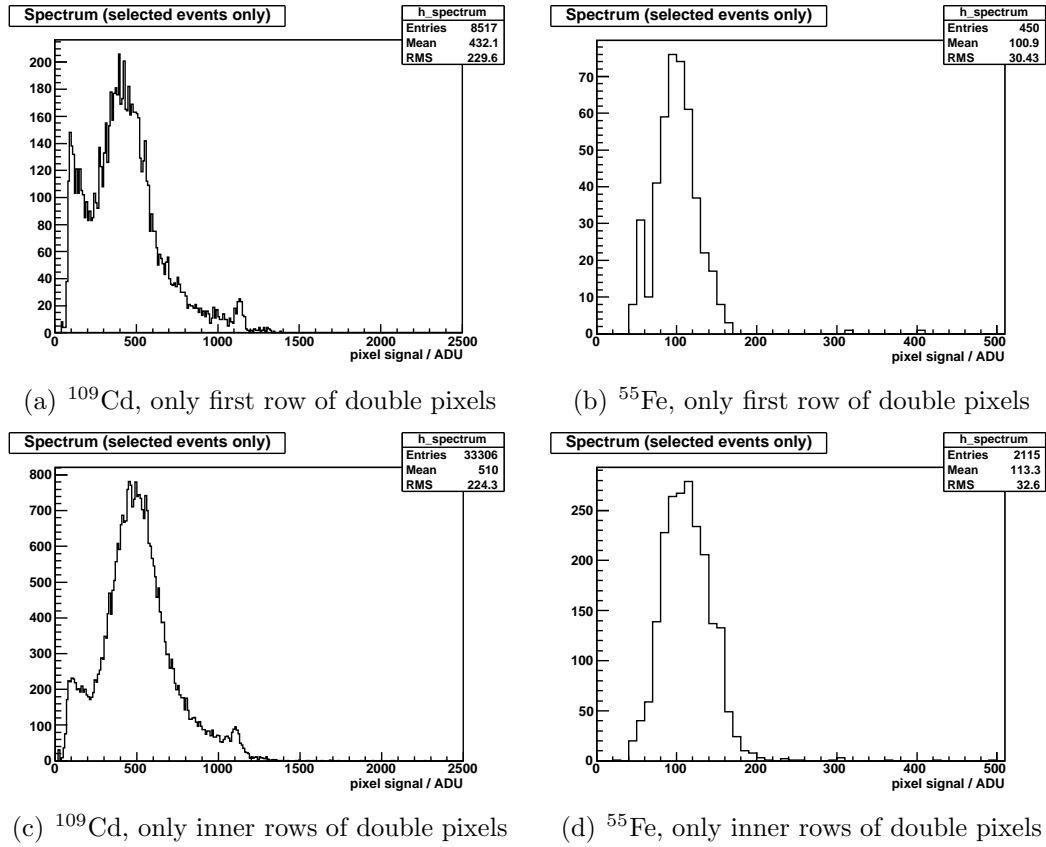 Spectrum (selected events only)
h_spectrum
Entries 8517
Mean 432.1
RMS 229.6
200
180
160
140
120
100
80
60
40
20
0
0 500 1000 1500 2000 2500
pixel signal / ADU
(a) ¹⁰⁹Cd, only first row of double pixels
Spectrum (selected events only)
h_spectrum
Entries 450
Mean 100.9
RMS 30.43
70
60
50
40
30
20
10
0
0 100 200 300 400 500
pixel signal / ADU
(b) ⁵⁵Fe, only first row of double pixels
Spectrum (selected events only)
h_spectrum
Entries 33306
Mean 510
RMS 224.3
800
700
600
500
400
300
200
100
0
0 500 1000 1500 2000 2500
pixel signal / ADU
(c) ¹⁰⁹Cd, only inner rows of double pixels
Spectrum (selected events only)
h_spectrum
Entries 2115
Mean 113.3
RMS 32.6
250
200
150
100
50
0
0 100 200 300 400 500
pixel signal / ADU
(d) ⁵⁵Fe, only inner rows of double pixels